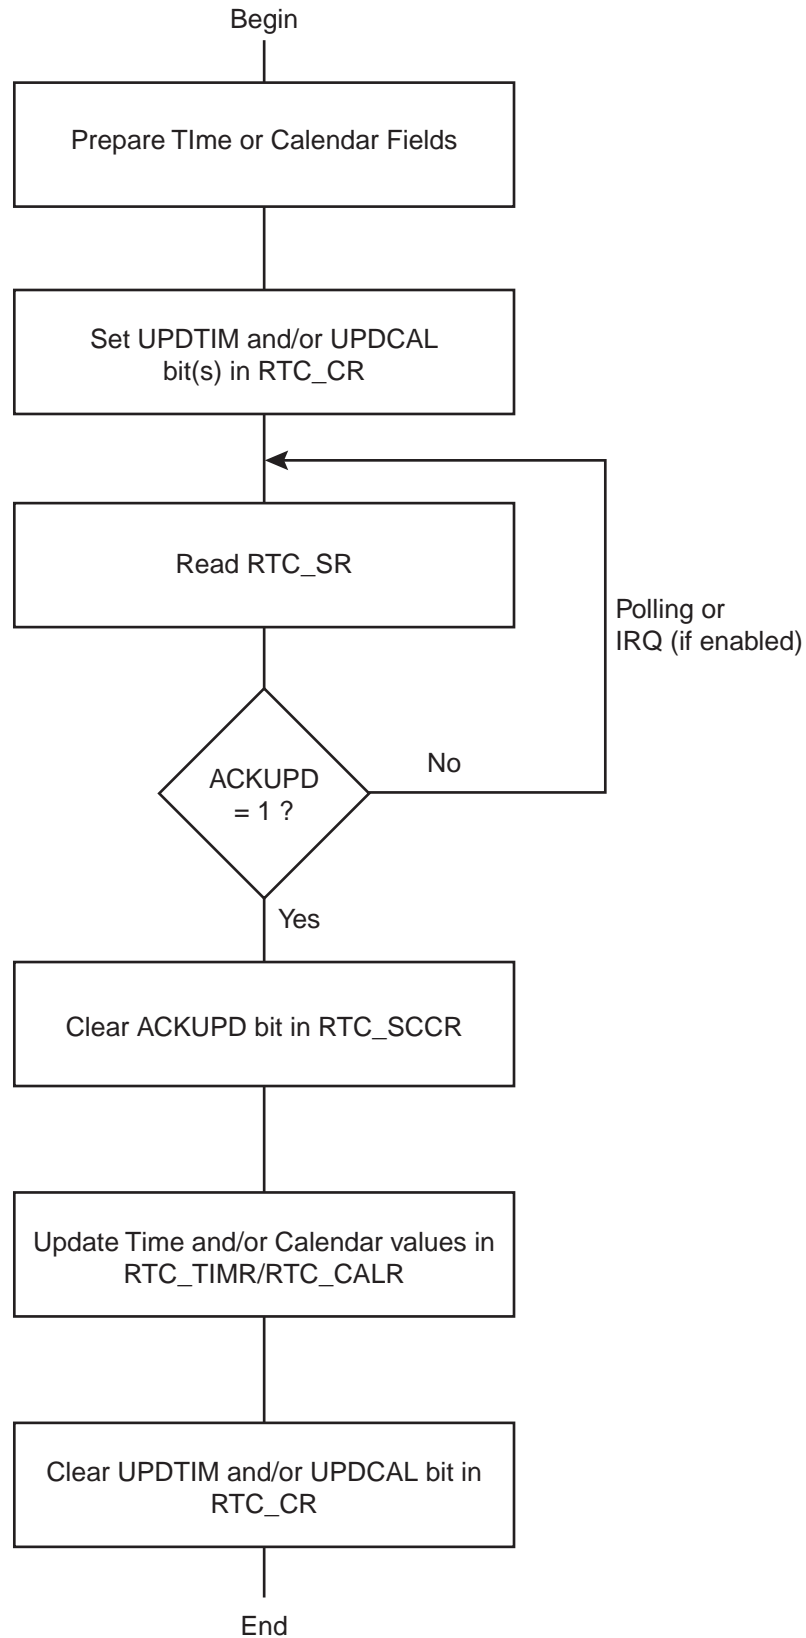 Begin
Prepare TIme or Calendar Fields
Set UPDTIM and/or UPDCAL
bit(s) in RTC_CR
Read RTC_SR
Polling or
IRQ (if enabled)
ACKUPD
= 1 ?
No
Yes
Clear ACKUPD bit in RTC_SCCR
Update Time and/or Calendar values in
RTC_TIMR/RTC_CALR
Clear UPDTIM and/or UPDCAL bit in
RTC_CR
End